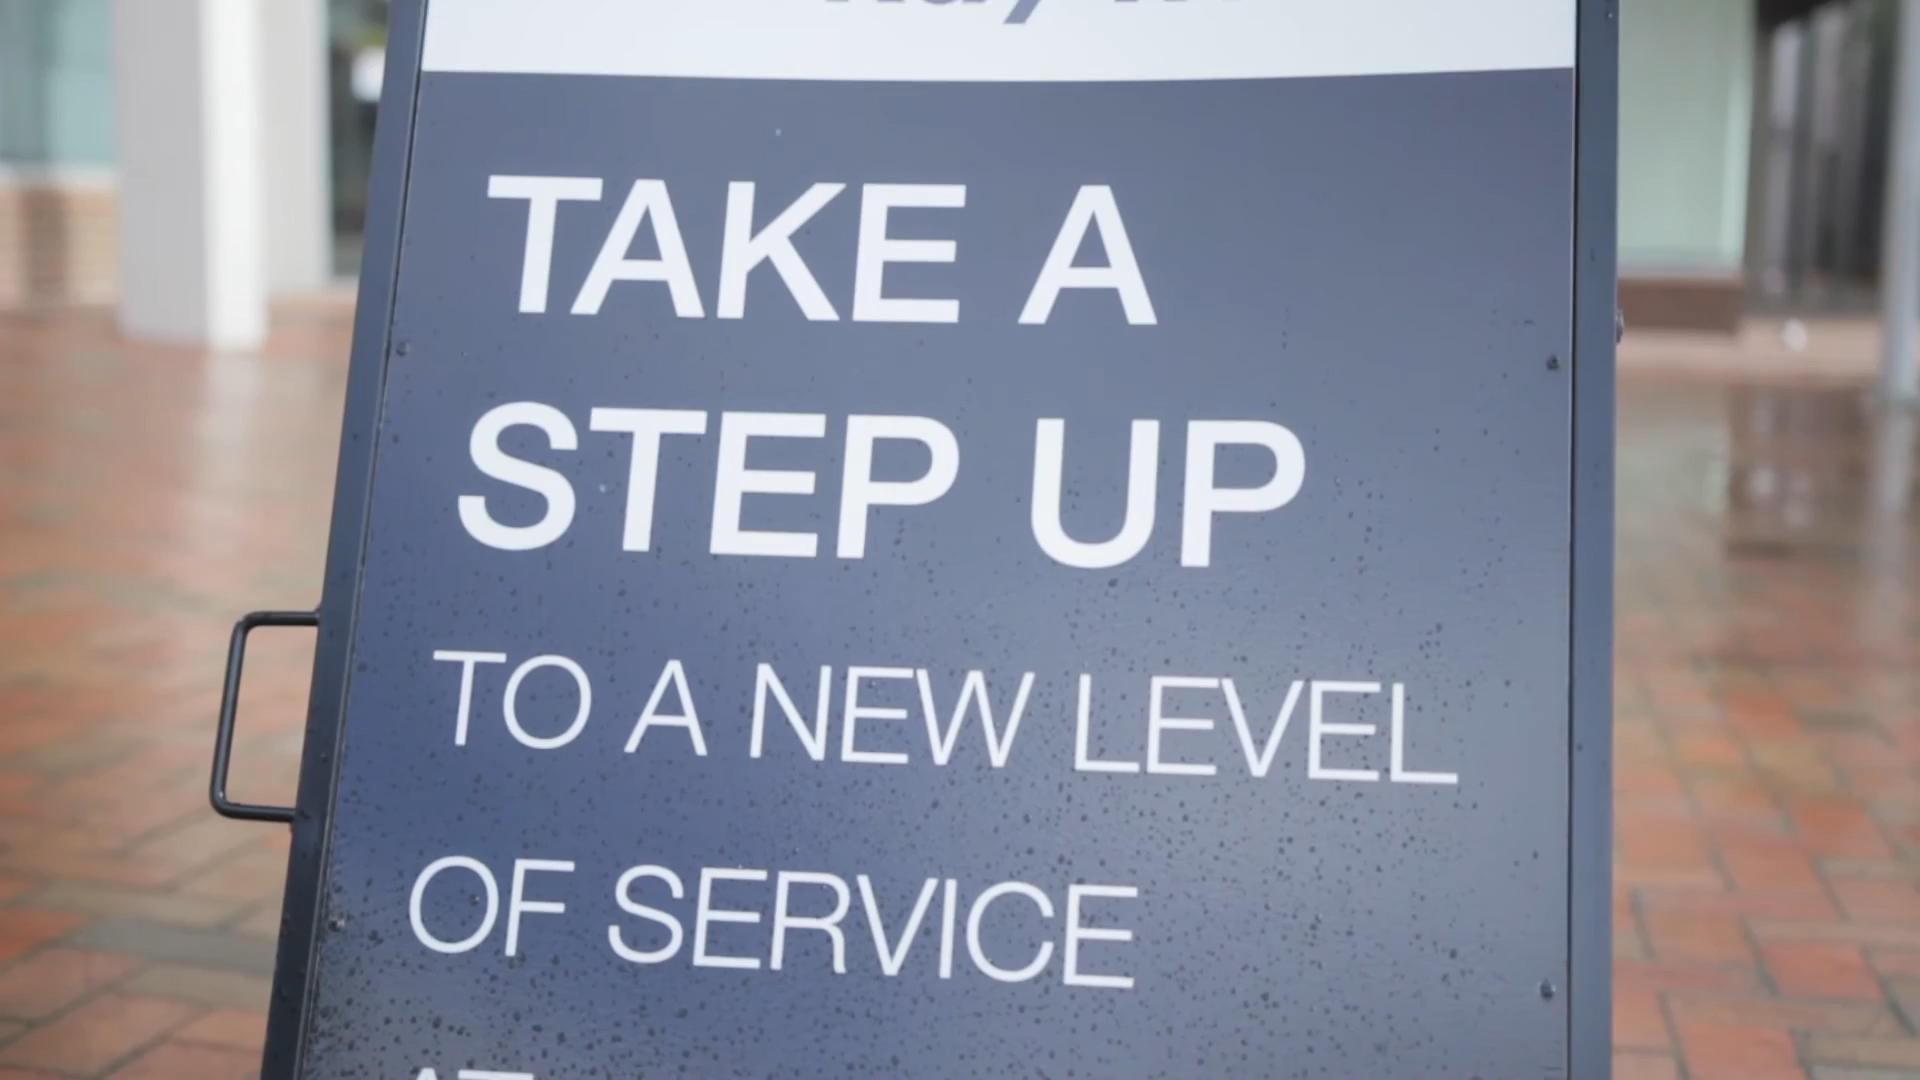 TAKE A
STEP UP
TO A NEW LEVEL
OF SERVICE